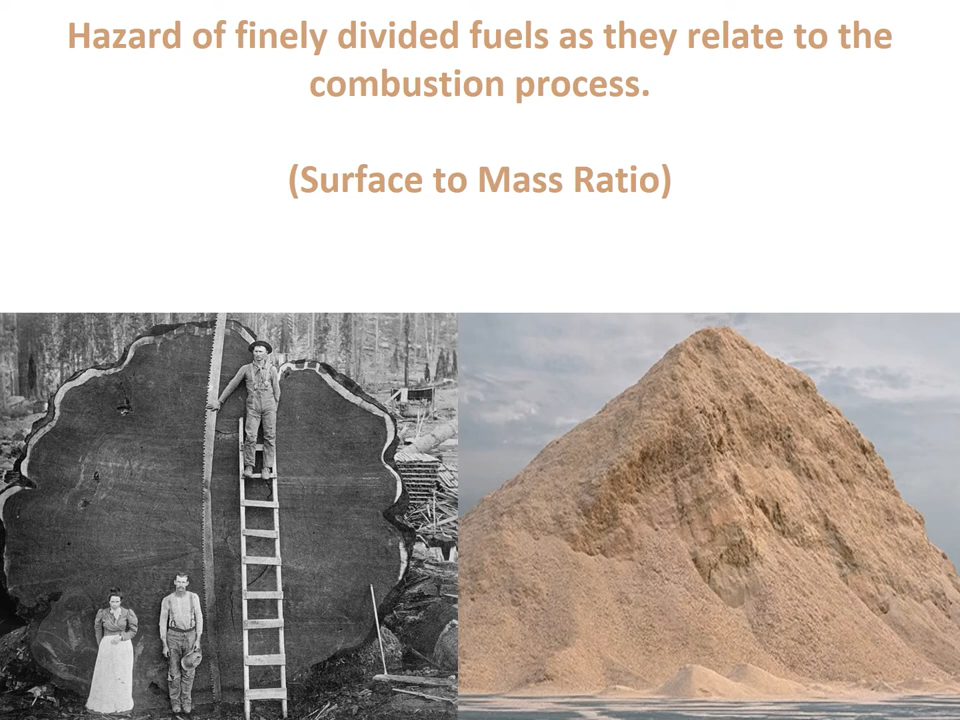 Hazard of finely divided fuels as they relate to the
combustion process.
(Surface to Mass Ratio)